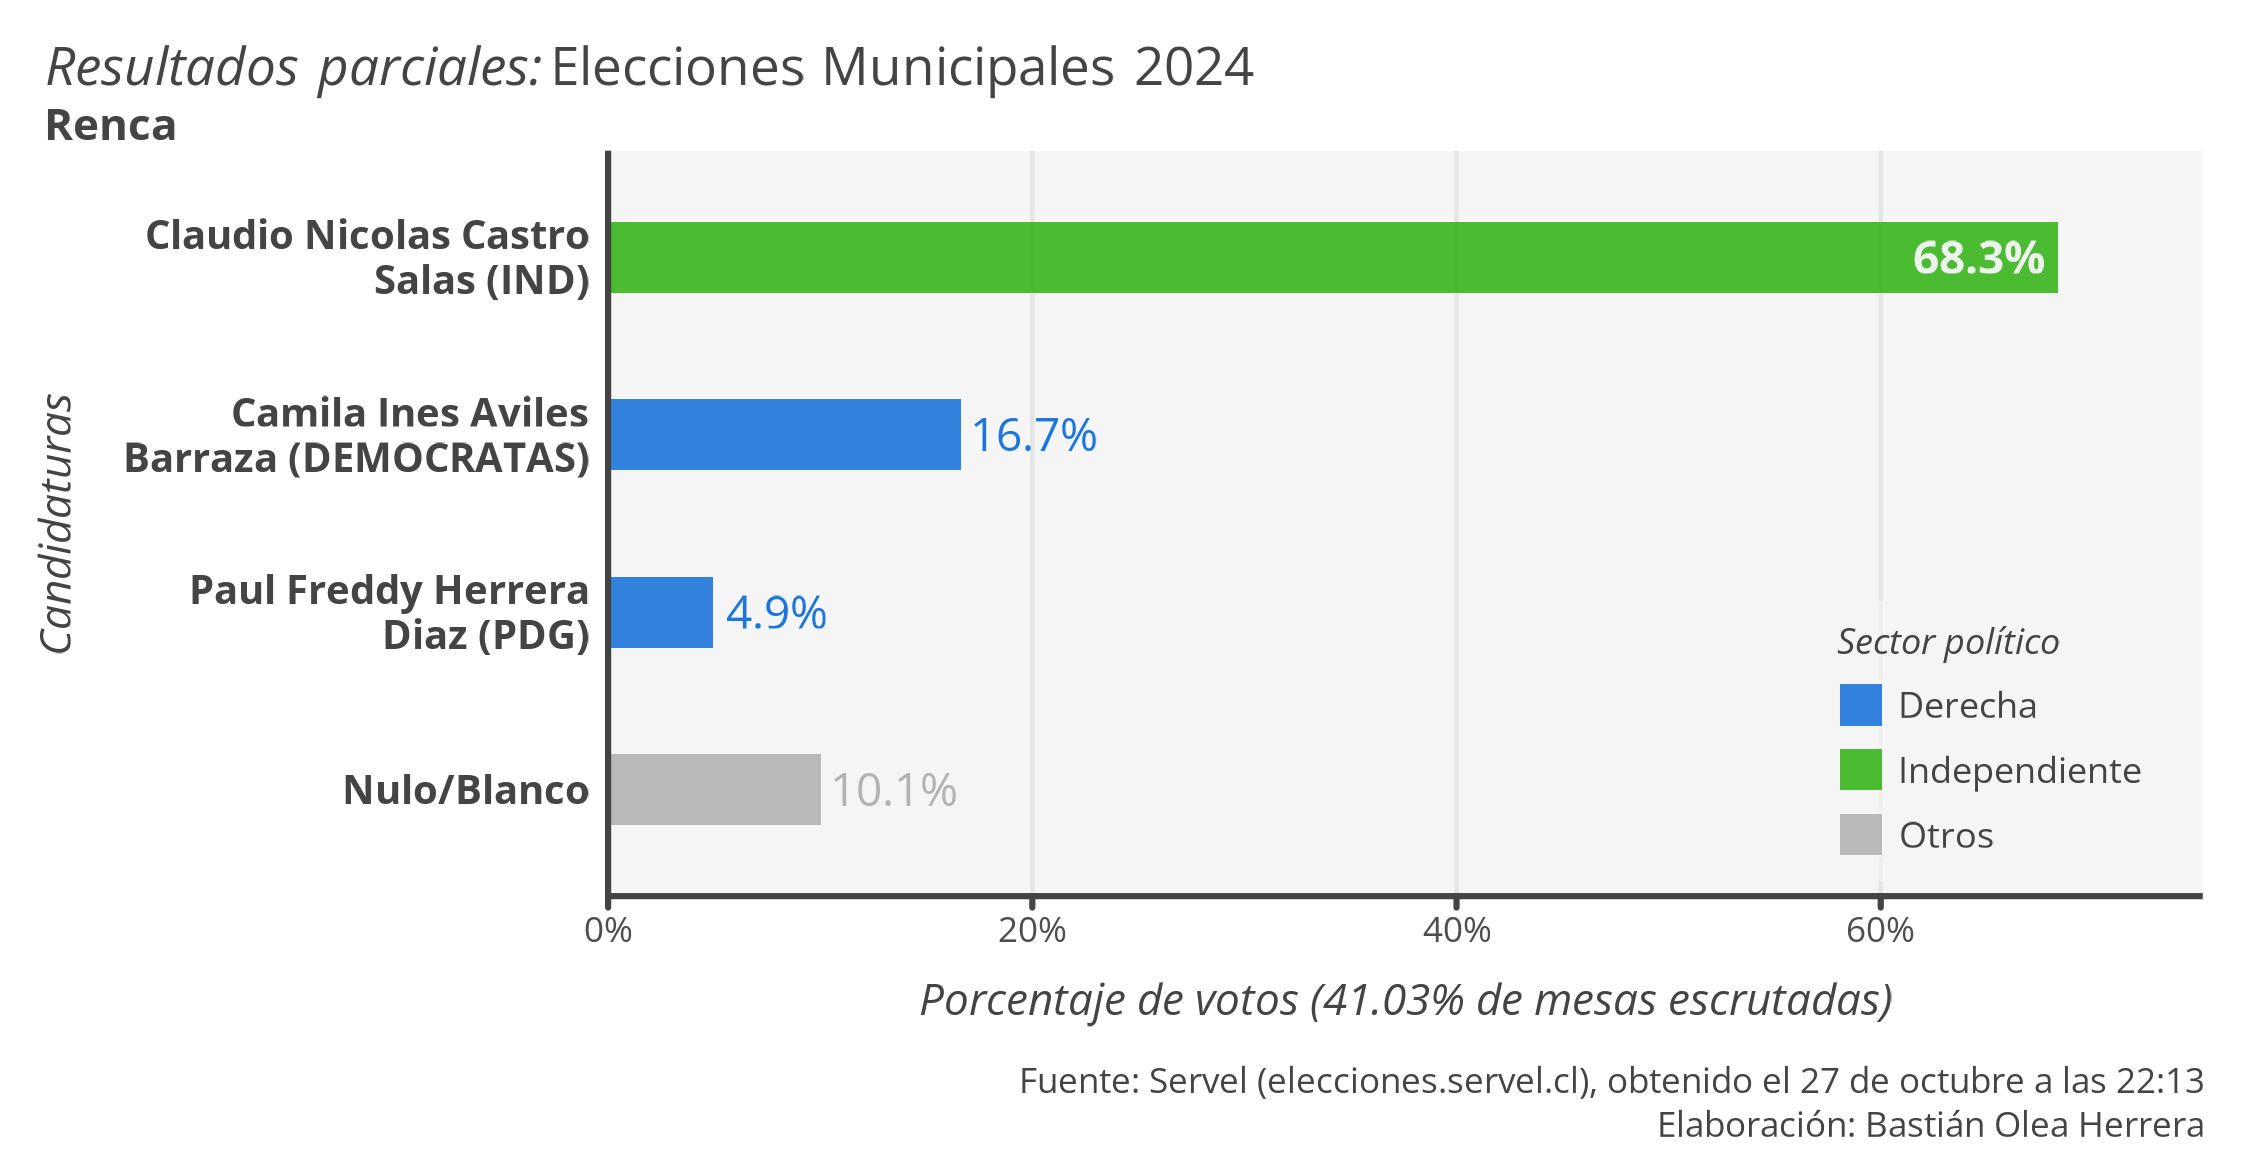 Resultados parciales: Elecciones Municipales 2024
Renca
Candidaturas
Claudio Nicolas Castro
Salas (IND)
68.3%
Camila Ines Aviles
Barraza (DEMOCRATAS)
16.7%
Paul Freddy Herrera
Diaz (PDG)
4.9%
Nulo/Blanco
10.1%
Sector político
Derecha
Independiente
Otros
0% 20% 40% 60%
Porcentaje de votos (41.03% de mesas escrutadas)
Fuente: Servel (elecciones.servel.cl), obtenido el 27 de octubre a las 22:13
Elaboración: Bastián Olea Herrera